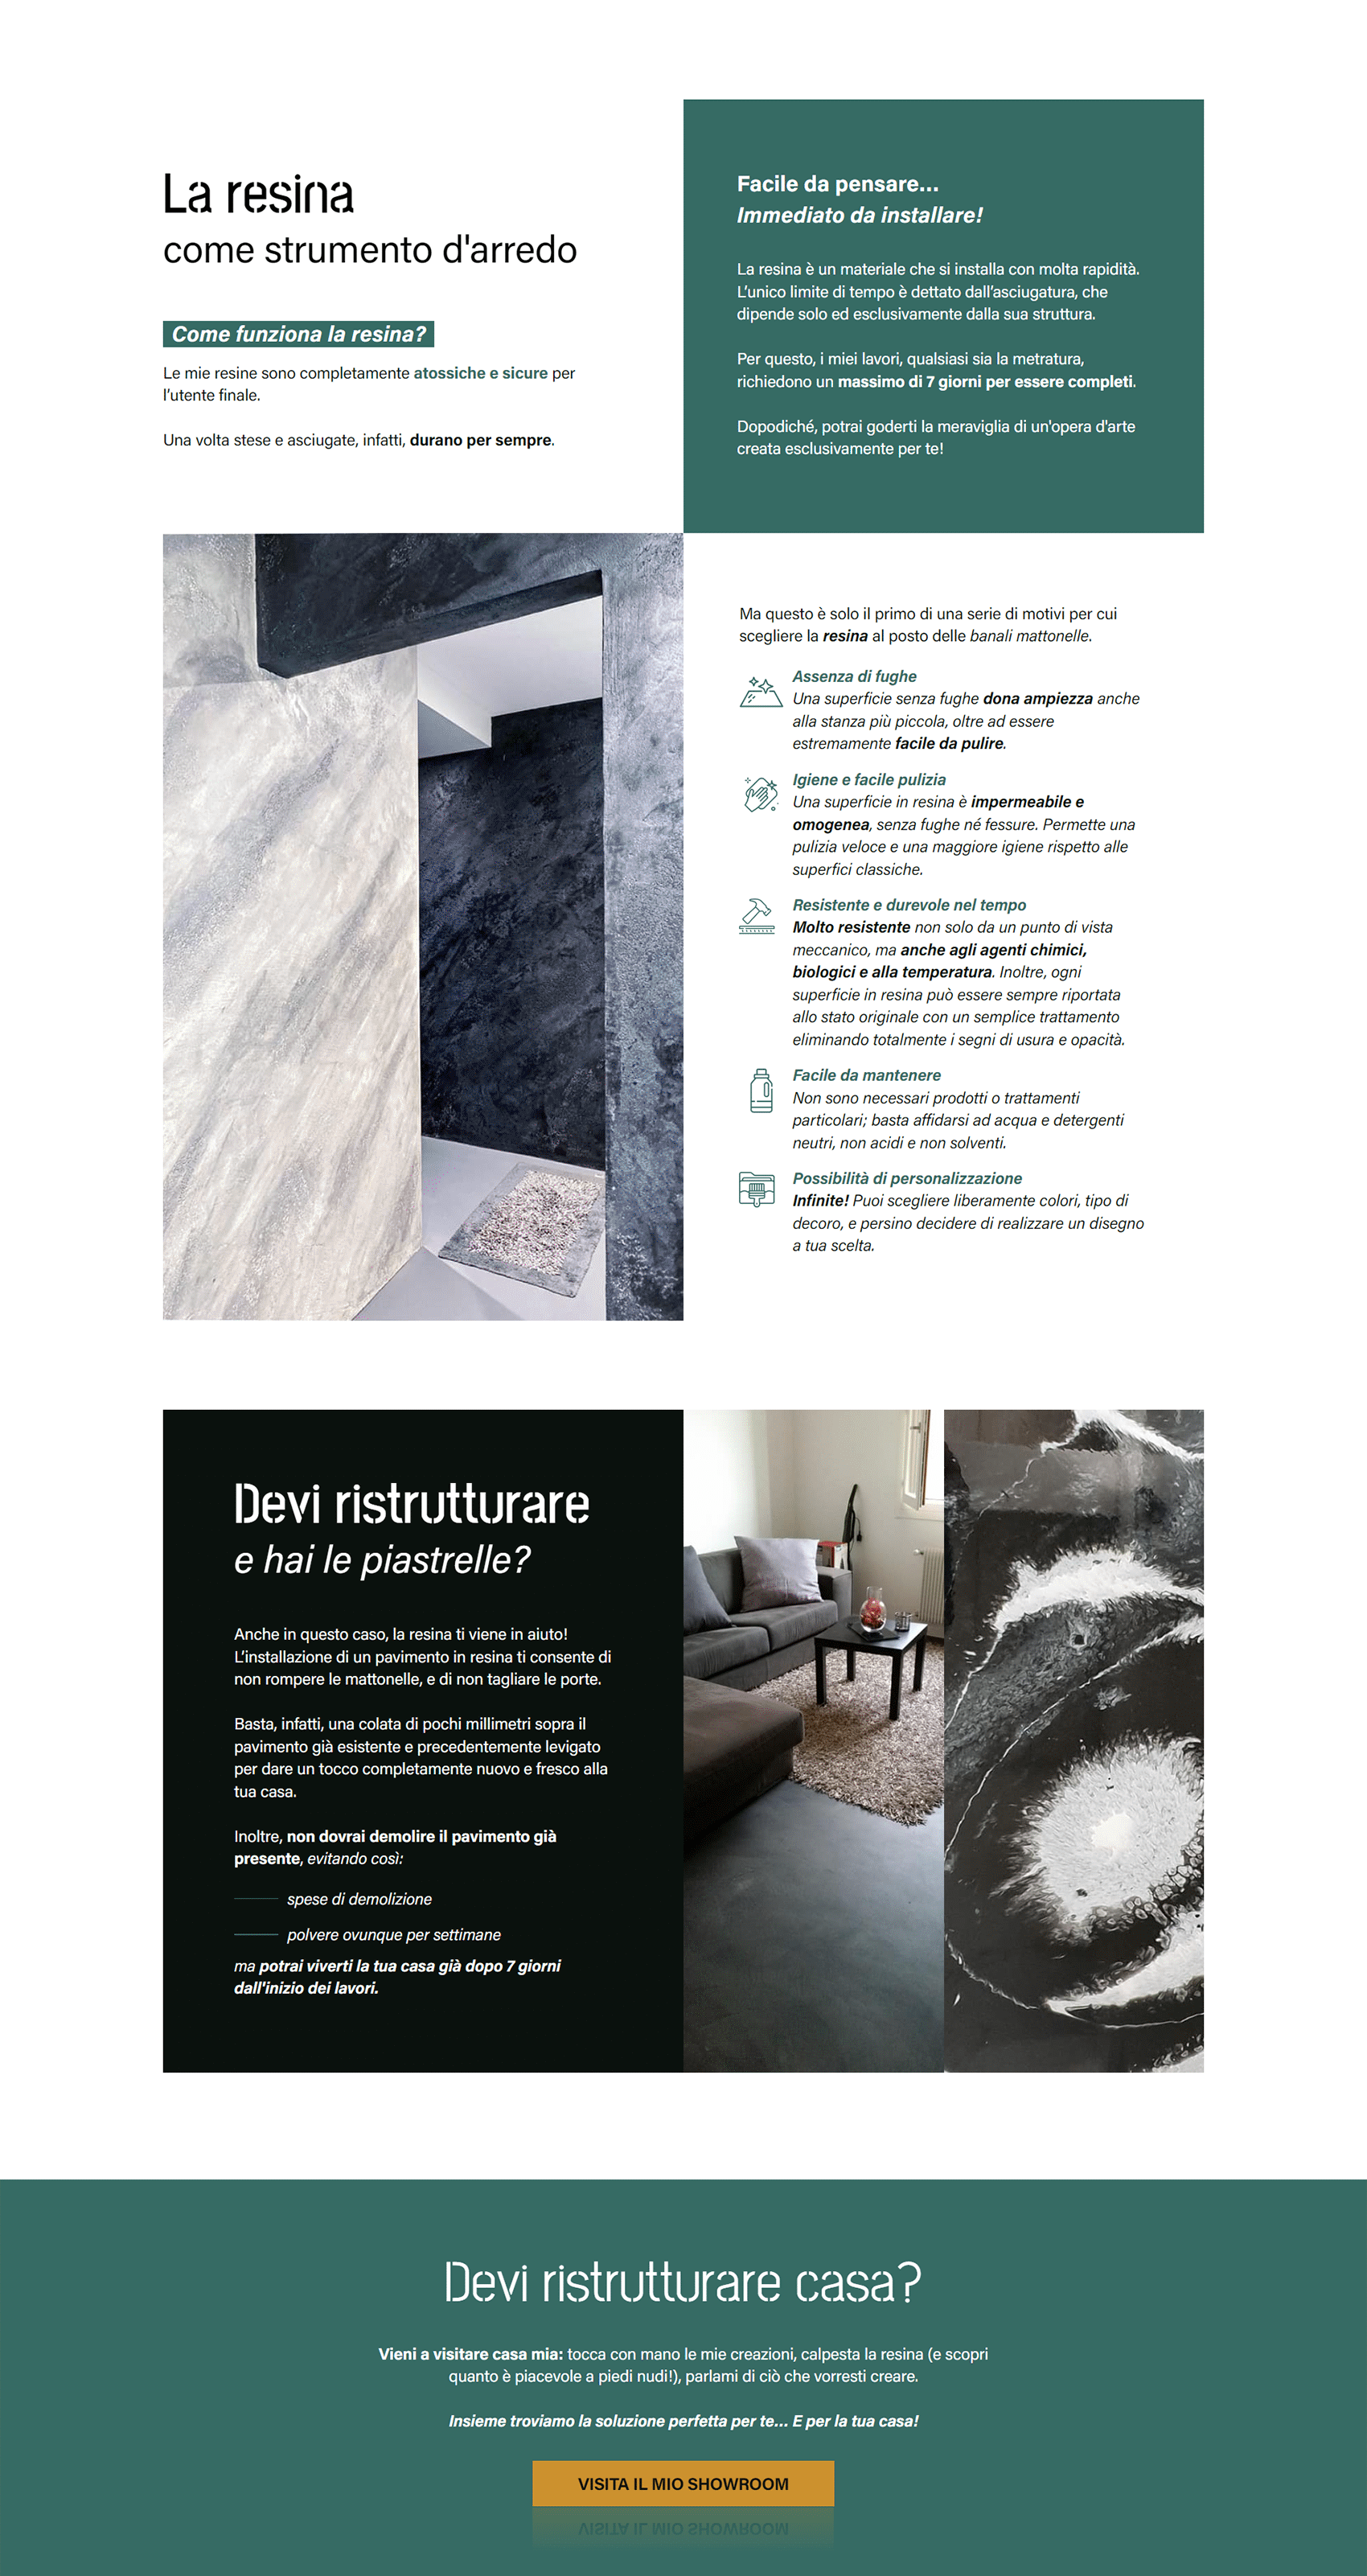 La resina
come strumento d'arredo
Come funziona la resina?
Le mie resine sono completamente atossiche e sicure per
l'utente finale.
Una volta stese e asciugate, infatti, durano per sempre.
Facile da pensare...
Immediato da installare!
La resina è un materiale che si installa con molta rapidità.
L'unico limite di tempo è dettato dall'asciugatura, che
dipende solo ed esclusivamente dalla sua struttura.
Per questo, i miei lavori, qualsiasi sia la metratura,
richiedono un massimo di 7 giorni per essere completi.
Dopodiché, potrai goderti la meraviglia di un'opera d'arte
creata esclusivamente per te!
Ma questo è solo il primo di una serie di motivi per cui
scegliere la resina al posto delle banali mattonelle.
Assenza di fughe
Una superficie senza fughe dona ampiezza anche
alla stanza più piccola, oltre ad essere
estremamente facile da pulire.
Igiene e facile pulizia
Una superficie in resina è impermeabile e
omogenea, senza fughe né fessure. Permette una
pulizia veloce e una maggiore igiene rispetto alle
superfici classiche.
Resistente e durevole nel tempo
Molto resistente non solo da un punto di vista
meccanico, ma anche agli agenti chimici,
biologici e alla temperatura. Inoltre, ogni
superficie in resina può essere sempre riportata
allo stato originale con un semplice trattamento
eliminando totalmente i segni di usura e opacità.
Facile da mantenere
Non sono necessari prodotti o trattamenti
particolari; basta affidarsi ad acqua e detergenti
neutri, non acidi e non solventi.
Possibilità di personalizzazione
Infinite! Puoi scegliere liberamente colori, tipo di
decoro, e persino decidere di realizzare un disegno
a tua scelta.
Devi ristrutturare
e hai le piastrelle?
Anche in questo caso, la resina ti viene in aiuto!
L'installazione di un pavimento in resina ti consente di
non rompere le mattonelle, e di non tagliare le porte.
Basta, infatti, una colata di pochi millimetri sopra il
pavimento già esistente e precedentemente levigato
per dare un tocco completamente nuovo e fresco alla
tua casa.
Inoltre, non dovrai demolire il pavimento già
presente, evitando così:
spese di demolizione
polvere ovunque per settimane
ma potrai viverti la tua casa già dopo 7 giorni
dall'inizio dei lavori.
Devi ristrutturare casa?
Vieni a visitare casa mia: tocca con mano le mie creazioni, calpesta la resina (e scopri
quanto è piacevole a piedi nudi!), parlami di ciò che vorresti creare.
Insieme troviamo la soluzione perfetta per te... E per la tua casa!
VISITA IL MIO SHOWROOM
VISITA IL MIO SHOWROOM